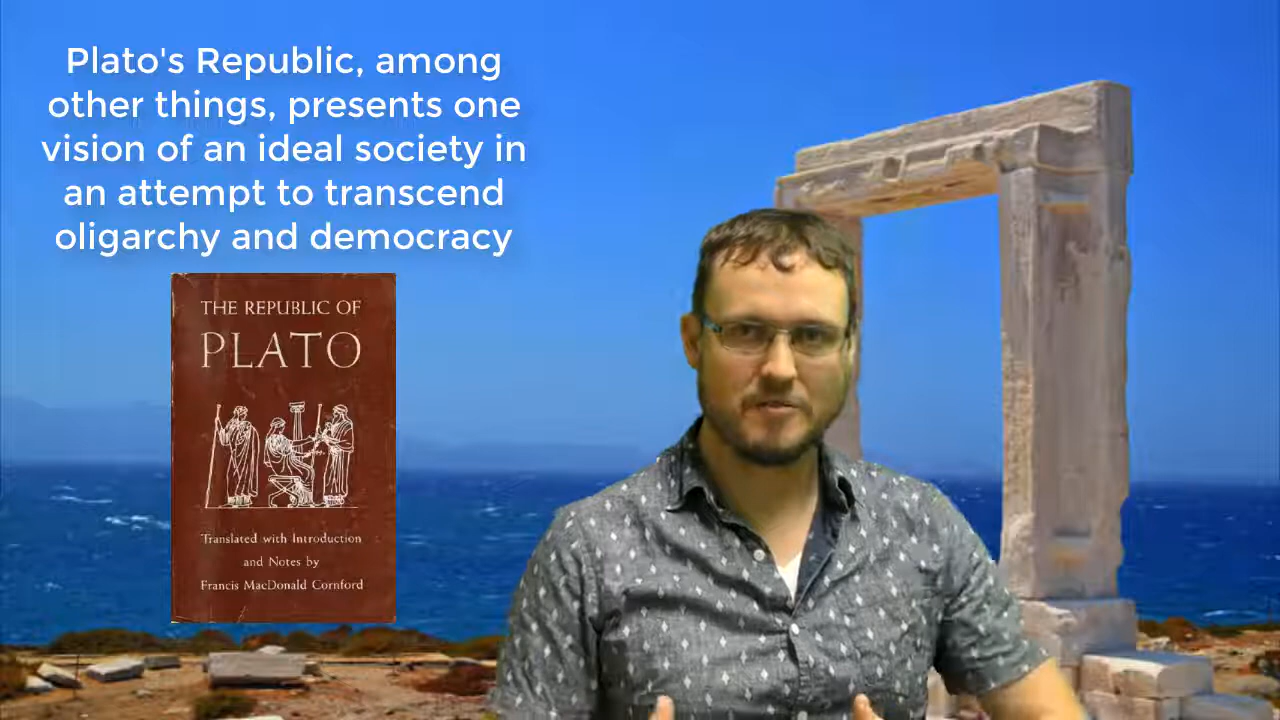 Plato's Republic, among
other things, presents one
vision of an ideal society in
an attempt to transcend
oligarchy and democracy
THE REPUBLIC OF
PLATO
Translated with Introduction
and Notes by
Francis MacDonald Cornford